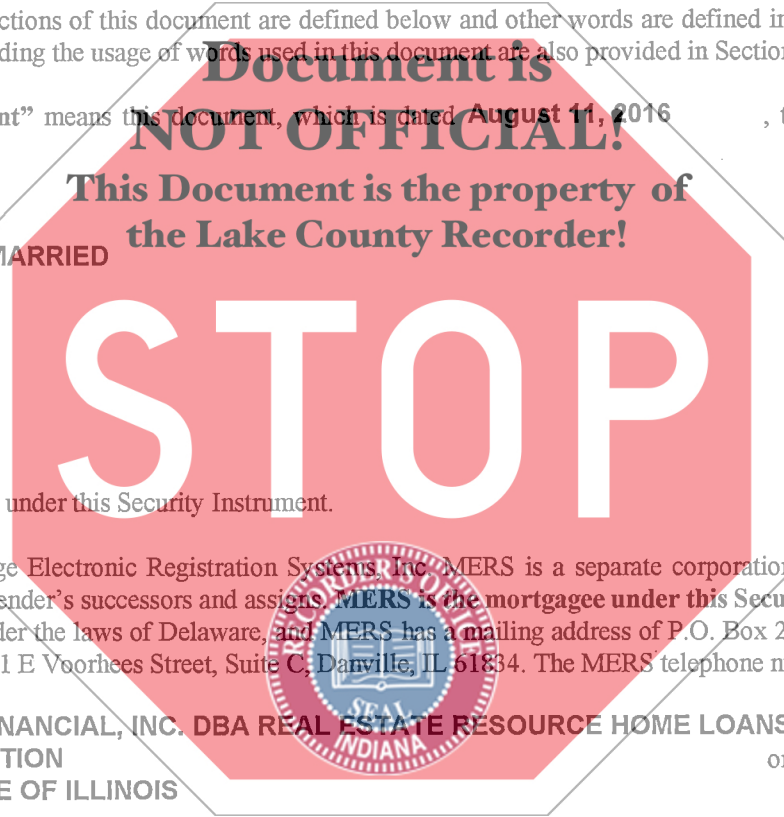 ctions of this document are defined below and other words are defined in
ding the usage of words used in this document are also provided in Section
Document is
nt” means this document, which is dated August 11, 2016 , t
NOT OFFICIAL!
This Document is the property of
the Lake County Recorder!
MARRIED
STOP
under this Security Instrument.
ge Electronic Registration Systems, Inc. MERS is a separate corporation
ender’s successors and assigns. MERS is the mortgagee under this Secu
der the laws of Delaware, and MERS has a mailing address of P.O. Box 2
1 E Voorhees Street, Suite C, Danville, IL 61834. The MERS telephone n
RECORDER'S OFFICE
SEAL
INDIANA
NANCIAL, INC. DBA REAL ESTATE RESOURCE HOME LOANS
TION or
E OF ILLINOIS